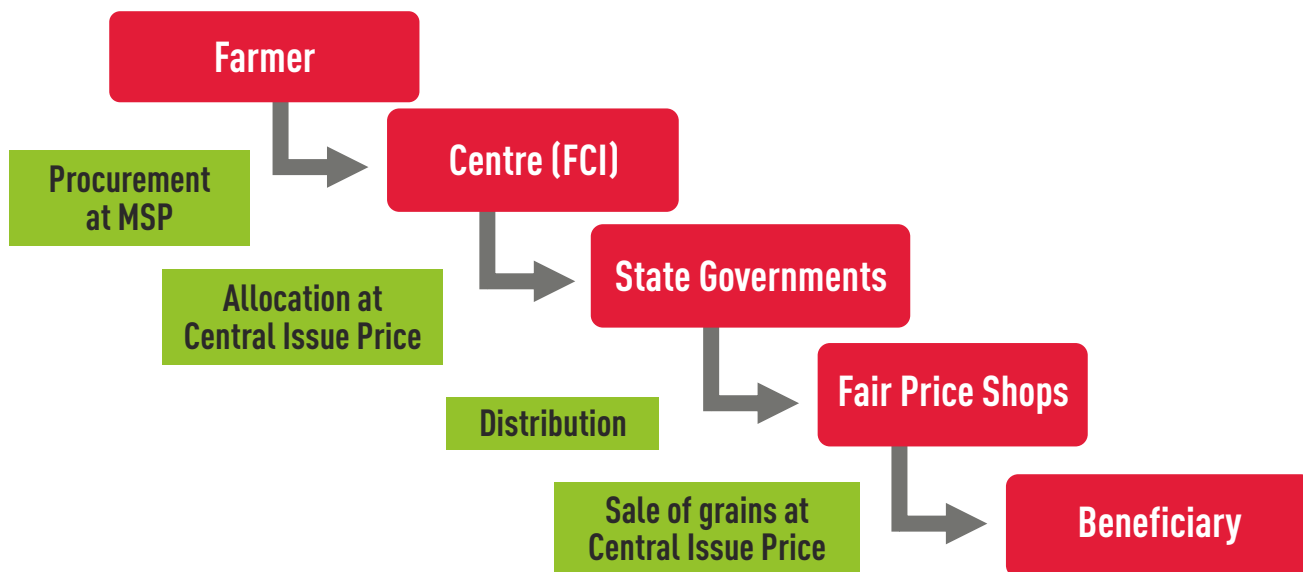 Farmer
Procurement
at MSP
Centre (FCI)
Allocation at
Central Issue Price
State Governments
Distribution
Fair Price Shops
Sale of grains at
Central Issue Price
Beneficiary